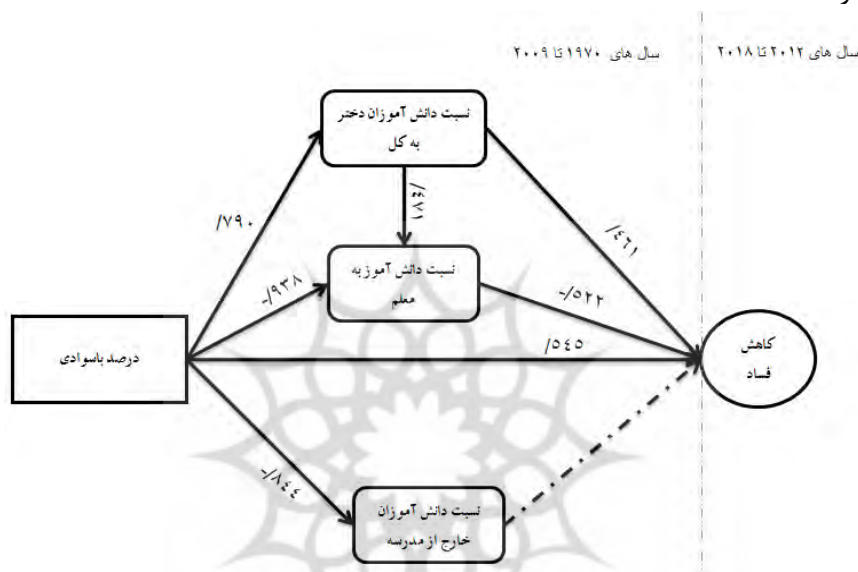 سال های ۲۰۱۲ تا ۲۰۱۸
سال های ۱۹۷۰ تا ۲۰۰۹
نسبت دانش آموزان دختر
به کل
/۷۹۰
/۴۷۱
/۴۶۱
نسبت دانش آموز به
معلم
-/۹۳۸
-/۵۲۲
/۵۴۵
درصد باسوادی
کاهش
فساد
-/۸۴۴
نسبت دانش آموزان
خارج از مدرسه